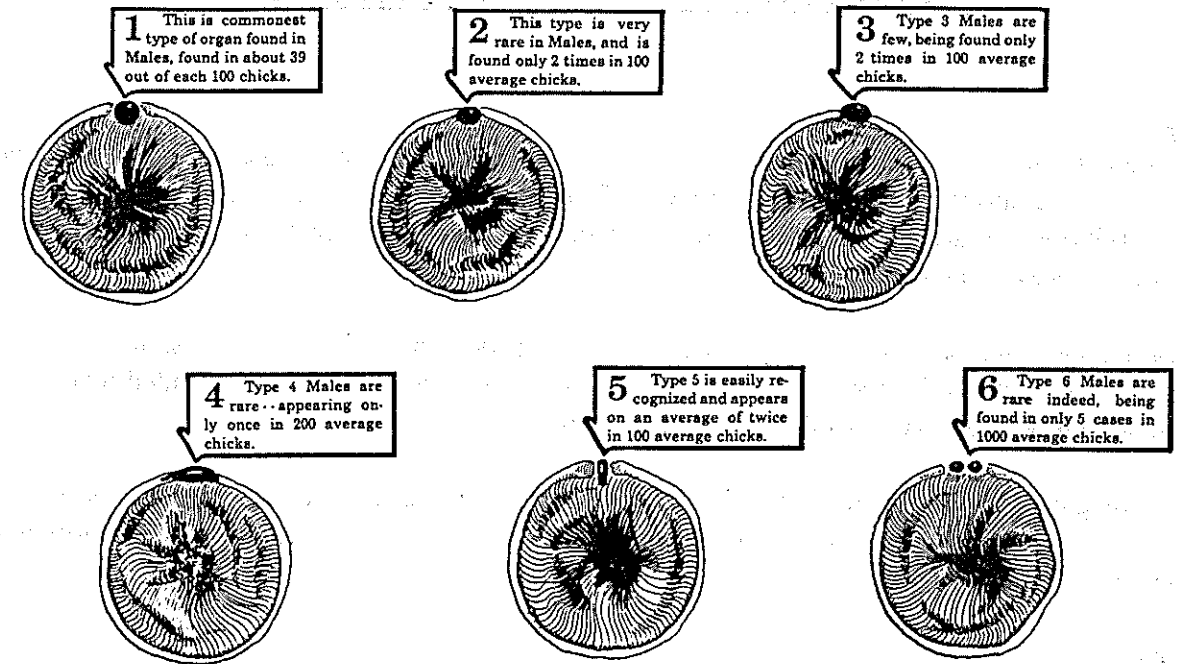 1 This is commonest
type of organ found in
Males, found in about 39
out of each 100 chicks.
2 This type is very
rare in Males, and is
found only 2 times in 100
average chicks.
3 Type 3 Males are
few, being found only
2 times in 100 average
chicks.
4 Type 4 Males are
rare--appearing on-
ly once in 200 average
chicks.
5 Type 5 is easily re-
cognized and appears
on an average of twice
in 100 average chicks.
6 Type 6 Males are
rare indeed, being
found in only 5 cases in
1000 average chicks.